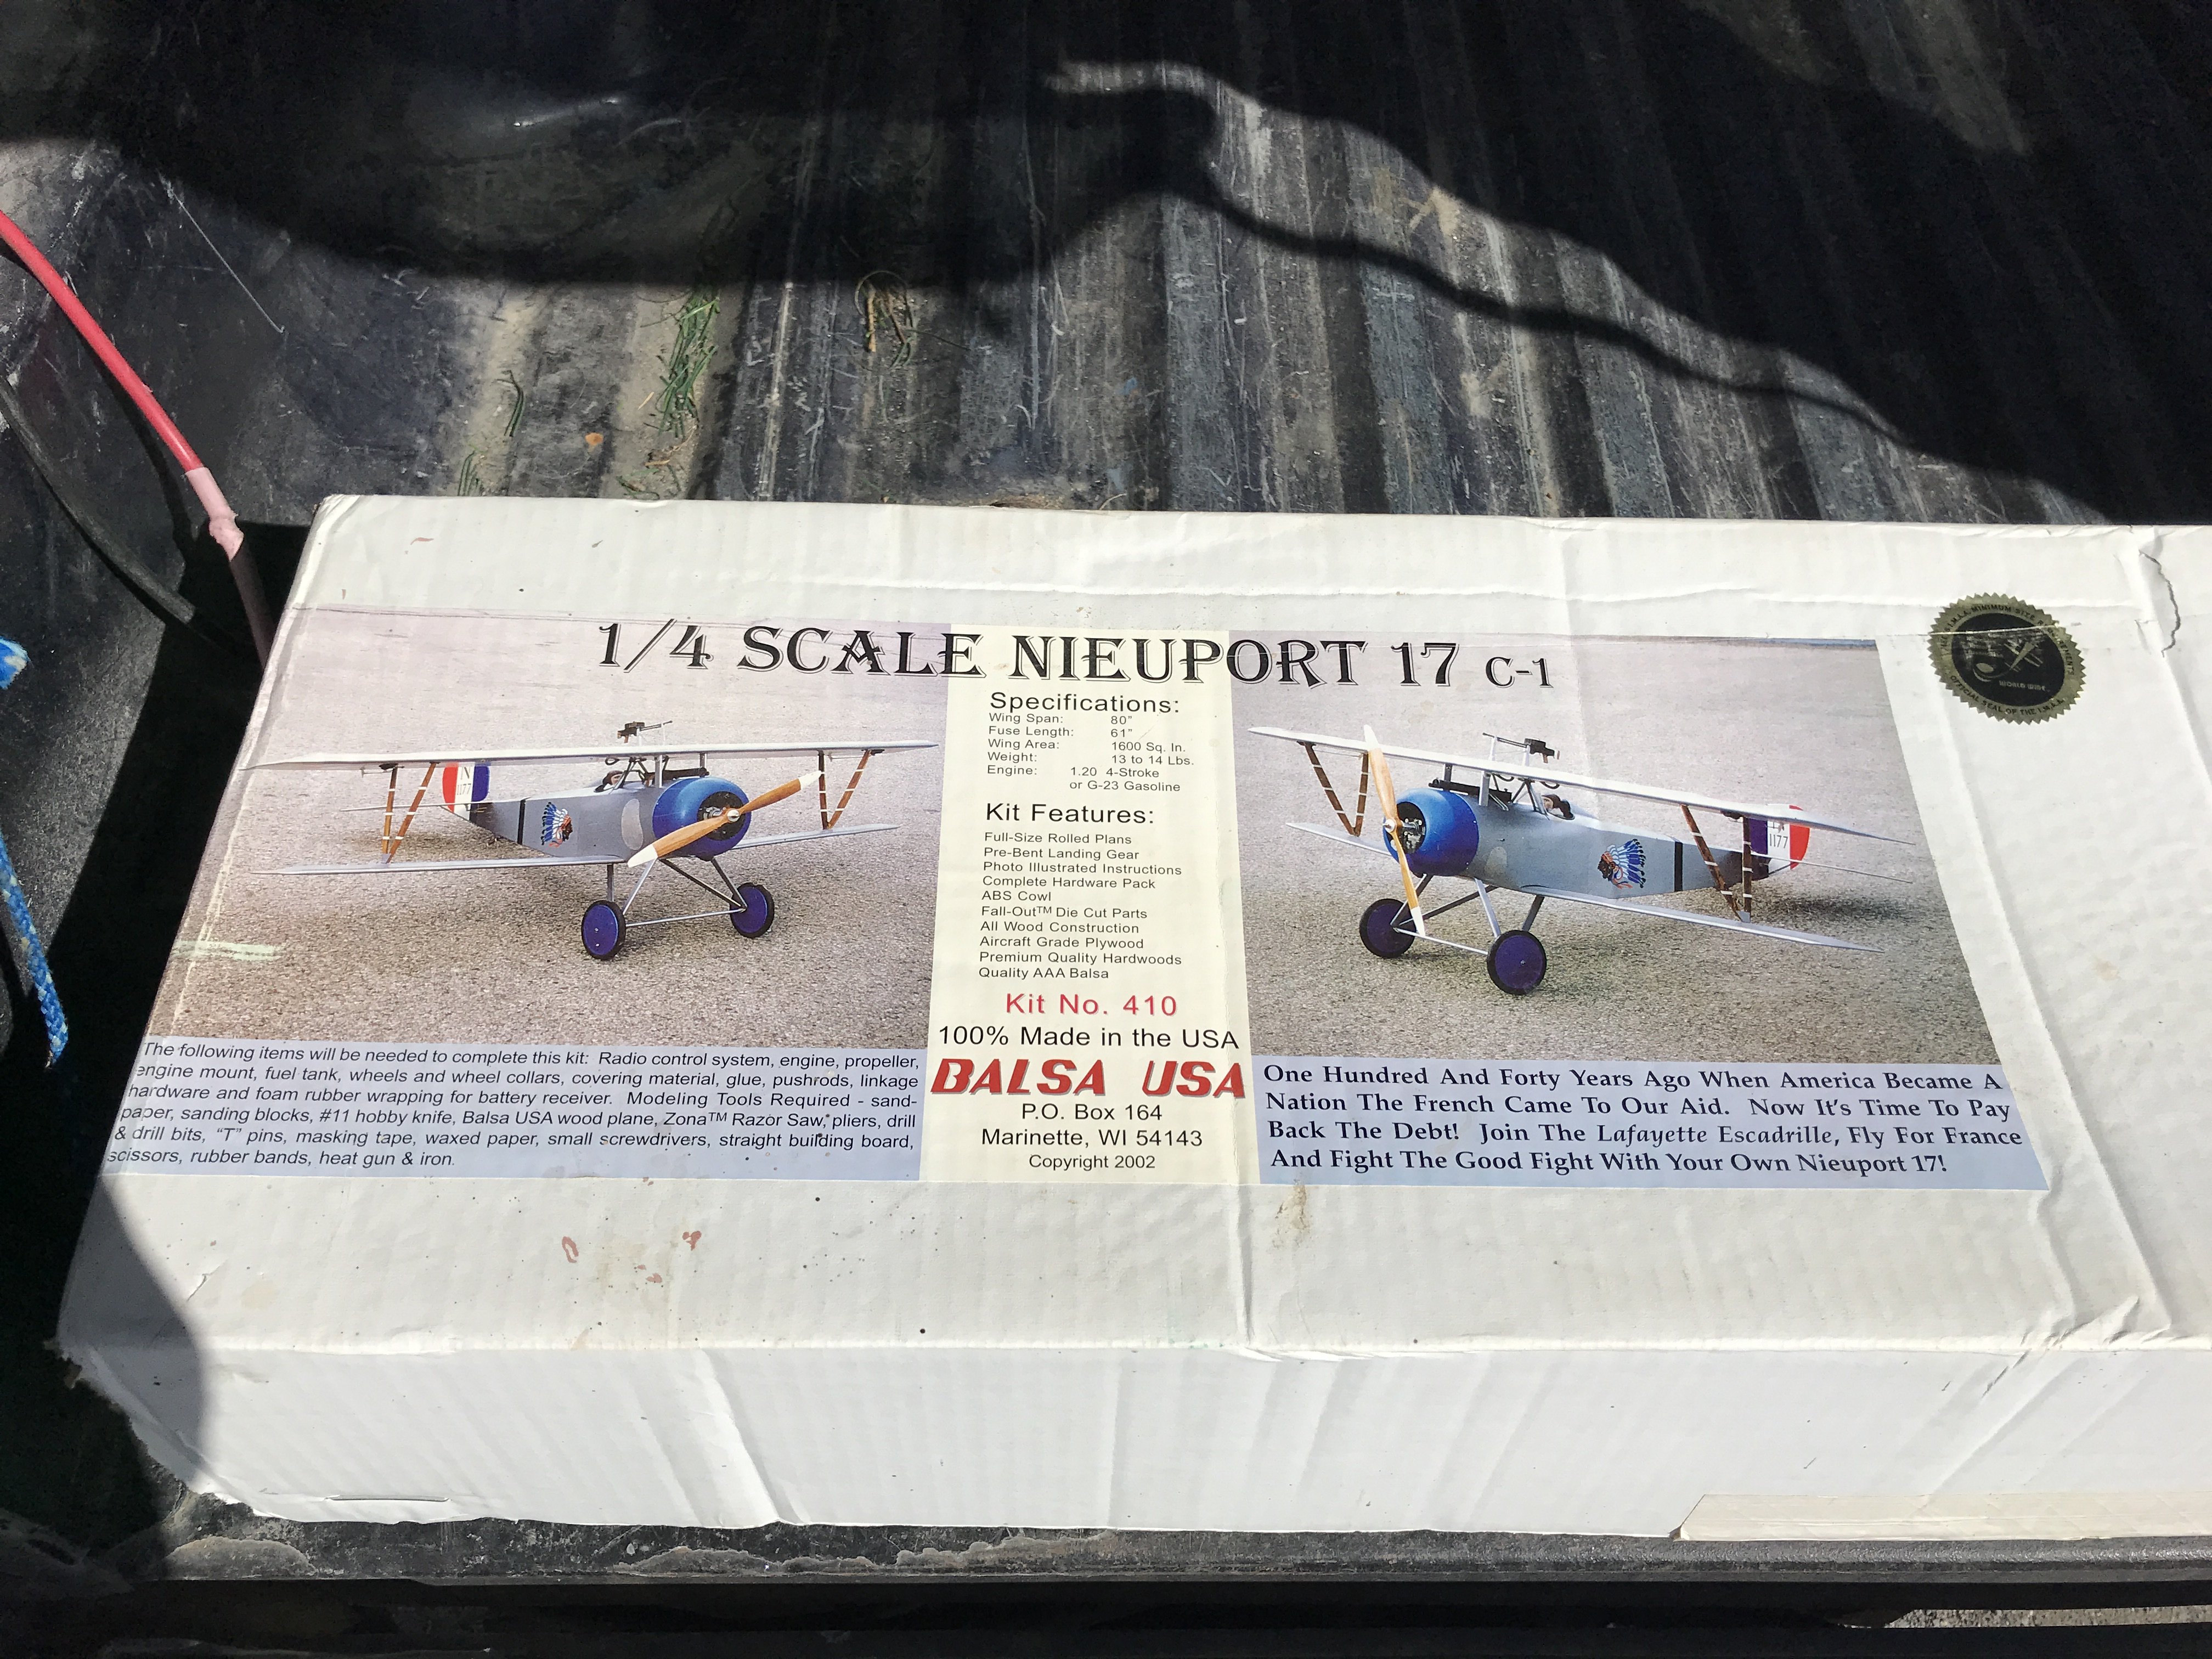 1/4 SCALE NIEUPORT 17 C-1
Specifications:
Wing Span: 80"
Fuse Length: 61"
Wing Area: 1600 Sq. In.
Weight: 13 to 14 Lbs.
Engine: 1.20 4-Stroke
or G-23 Gasoline
Kit Features:
Full-Size Rolled Plans
Pre-Bent Landing Gear
Photo Illustrated Instructions
Complete Hardware Pack
ABS Cowl
Fall-Out™ Die Cut Parts
All Wood Construction
Aircraft Grade Plywood
Premium Quality Hardwoods
Quality AAA Balsa
Kit No. 410
100% Made in the USA
BALSA USA
P.O. Box 164
Marinette, WI 54143
Copyright 2002
The following items will be needed to complete this kit: Radio control system, engine, propeller,
engine mount, fuel tank, wheels and wheel collars, covering material, glue, pushrods, linkage
hardware and foam rubber wrapping for battery receiver. Modeling Tools Required - sand-
paper, sanding blocks, #11 hobby knife, Balsa USA wood plane, Zona™ Razor Saw, pliers, drill
& drill bits, "T" pins, masking tape, waxed paper, small screwdrivers, straight building board,
scissors, rubber bands, heat gun & iron.
One Hundred And Forty Years Ago When America Became A
Nation The French Came To Our Aid. Now It's Time To Pay
Back The Debt! Join The Lafayette Escadrille, Fly For France
And Fight The Good Fight With Your Own Nieuport 17!
N
1177
1177
OFFICIAL SEAL OF THE I.M.A.A.